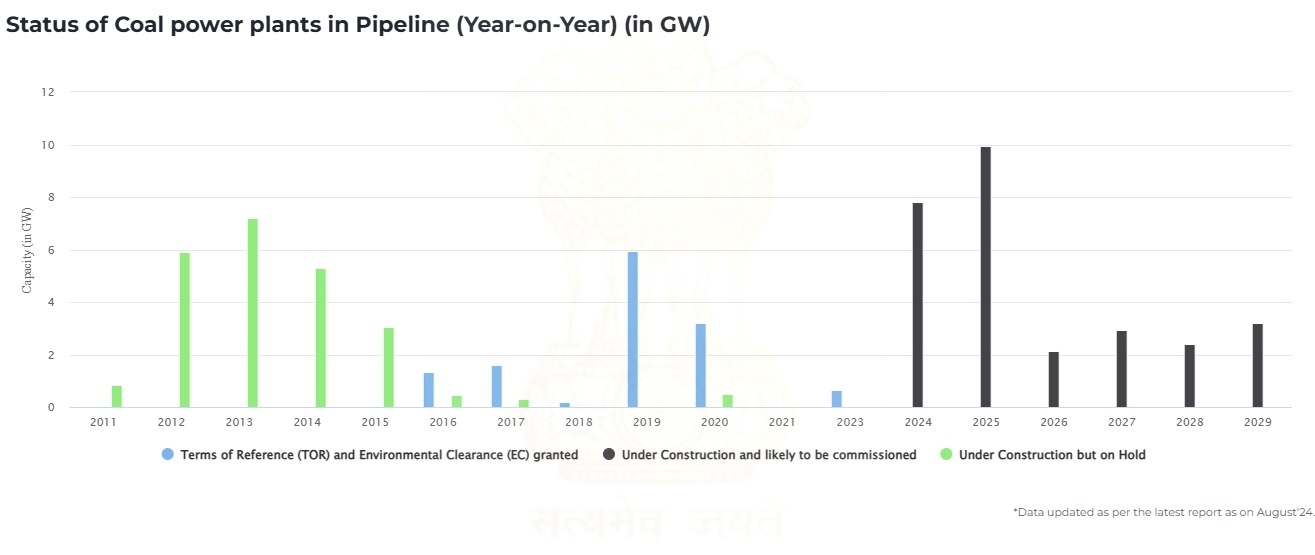 Status of Coal power plants in Pipeline (Year-on-Year) (in GW)
12
10
8
6
4
2
0
Capacity (in GW)
2011 2012 2013 2014 2015 2016 2017 2018 2019 2020 2021 2023 2024 2025 2026 2027 2028 2029
Terms of Reference (TOR) and Environmental Clearance (EC) granted Under Construction and likely to be commissioned Under Construction but on Hold
*Data updated as per the latest report as on August'24.
सत्यमेव जयते